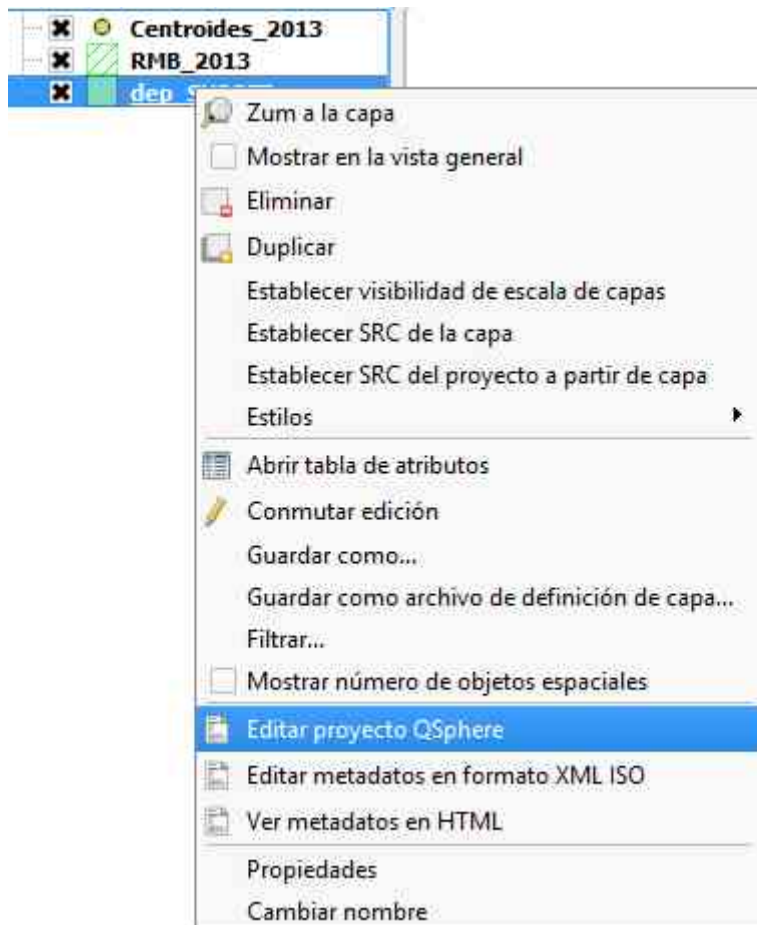 Centroides_2013
RMB_2013
dep
Zum a la capa
Mostrar en la vista general
Eliminar
Duplicar
Establecer visibilidad de escala de capas
Establecer SRC de la capa
Establecer SRC del proyecto a partir de capa
Estilos
Abrir tabla de atributos
Conmutar edición
Guardar como...
Guardar como archivo de definición de capa...
Filtrar...
Mostrar número de objetos espaciales
Editar proyecto QSphere
Editar metadatos en formato XML ISO
Ver metadatos en HTML
Propiedades
Cambiar nombre